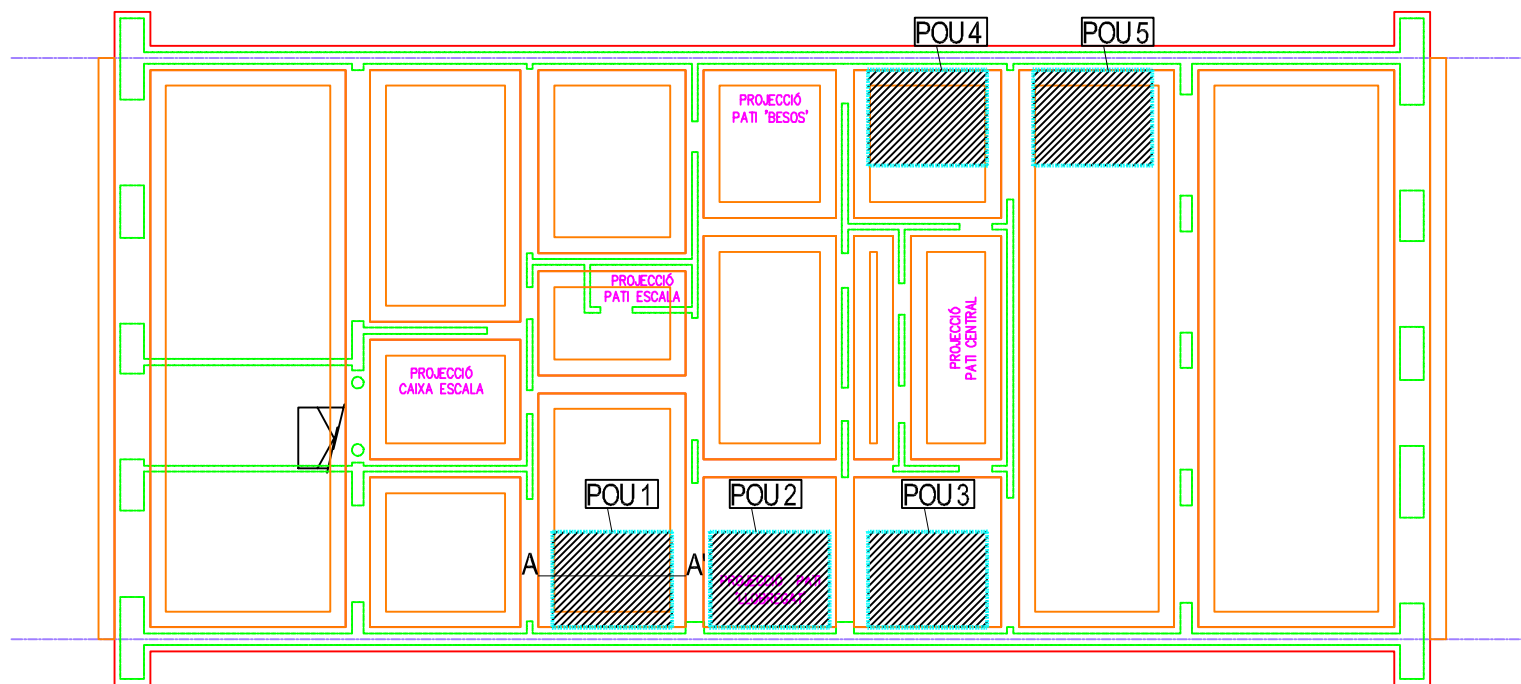 POU 4
POU 5
PROJECCIÓ
PATI 'BESOS'
PROJECCIÓ
PATI ESCALA
PROJECCIÓ
PATI CENTRAL
PROJECCIÓ
CAIXA ESCALA
POU 1
POU 2
POU 3
A
A'
PROJECCIÓ PATI
'LLOBREGAT'